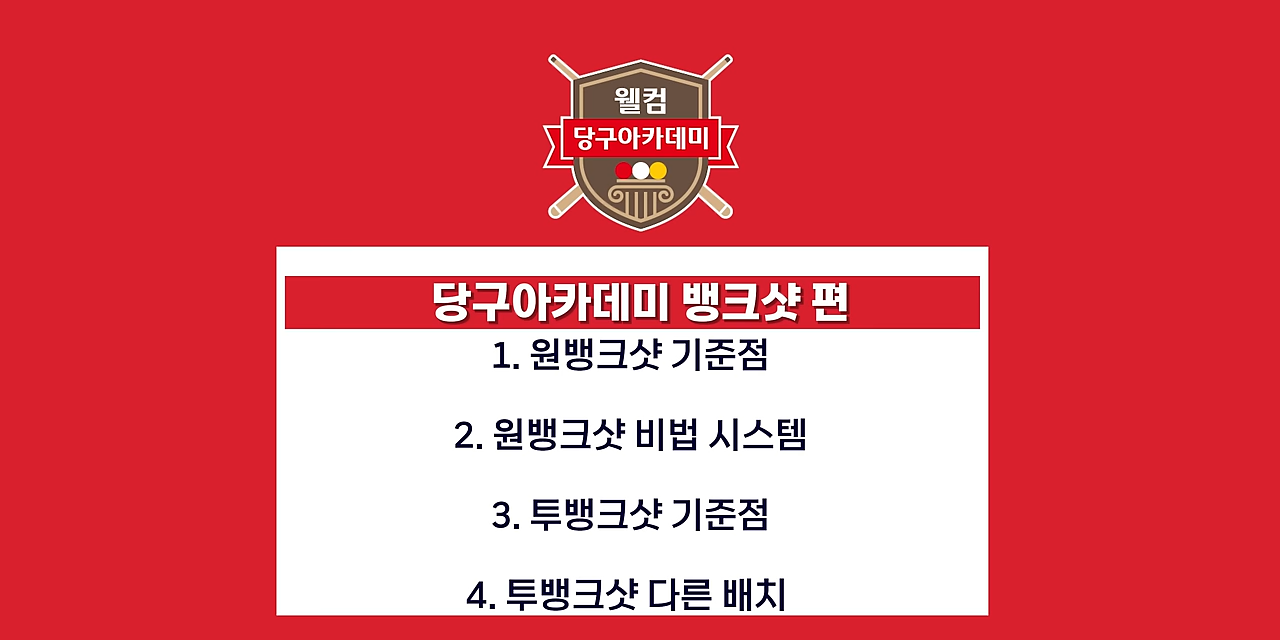 웰컴
당구아카데미
당구아카데미 뱅크샷 편
1. 원뱅크샷 기준점
2. 원뱅크샷 비법 시스템
3. 투뱅크샷 기준점
4. 투뱅크샷 다른 배치